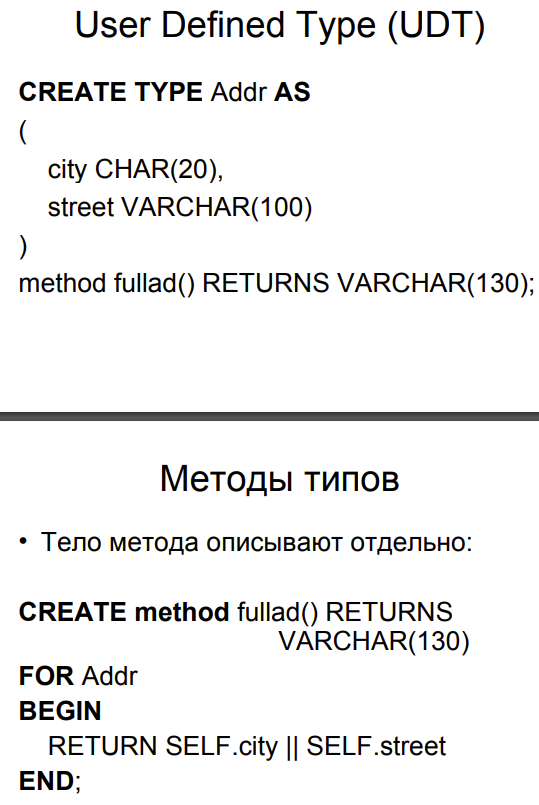 User Defined Type (UDT)
CREATE TYPE Addr AS
(
city CHAR(20),
street VARCHAR(100)
)
method fullad() RETURNS VARCHAR(130);
Методы типов
• Тело метода описывают отдельно:
CREATE method fullad() RETURNS
VARCHAR(130)
FOR Addr
BEGIN
RETURN SELF.city || SELF.street
END;